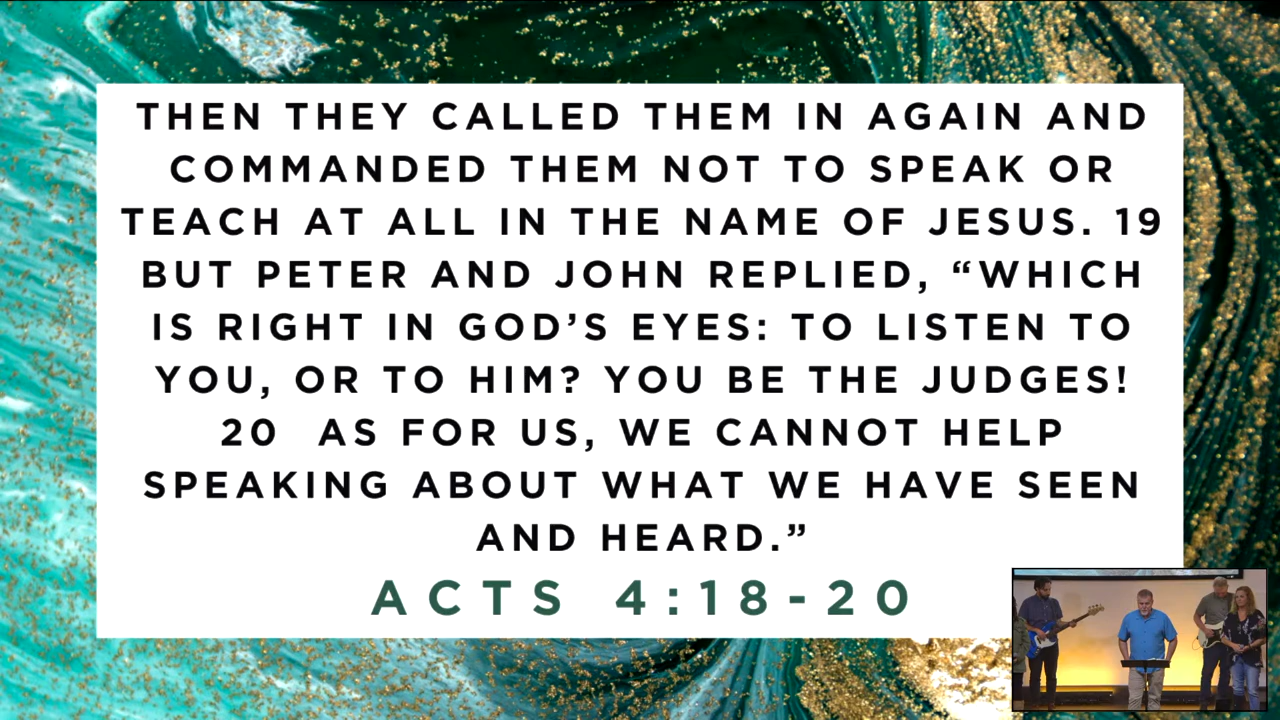 THEN THEY CALLED THEM IN AGAIN AND
COMMANDED THEM NOT TO SPEAK OR
TEACH AT ALL IN THE NAME OF JESUS. 19
BUT PETER AND JOHN REPLIED, “WHICH
IS RIGHT IN GOD’S EYES: TO LISTEN TO
YOU, OR TO HIM? YOU BE THE JUDGES!
20  AS FOR US, WE CANNOT HELP
SPEAKING ABOUT WHAT WE HAVE SEEN
AND HEARD.”
ACTS 4:18-20